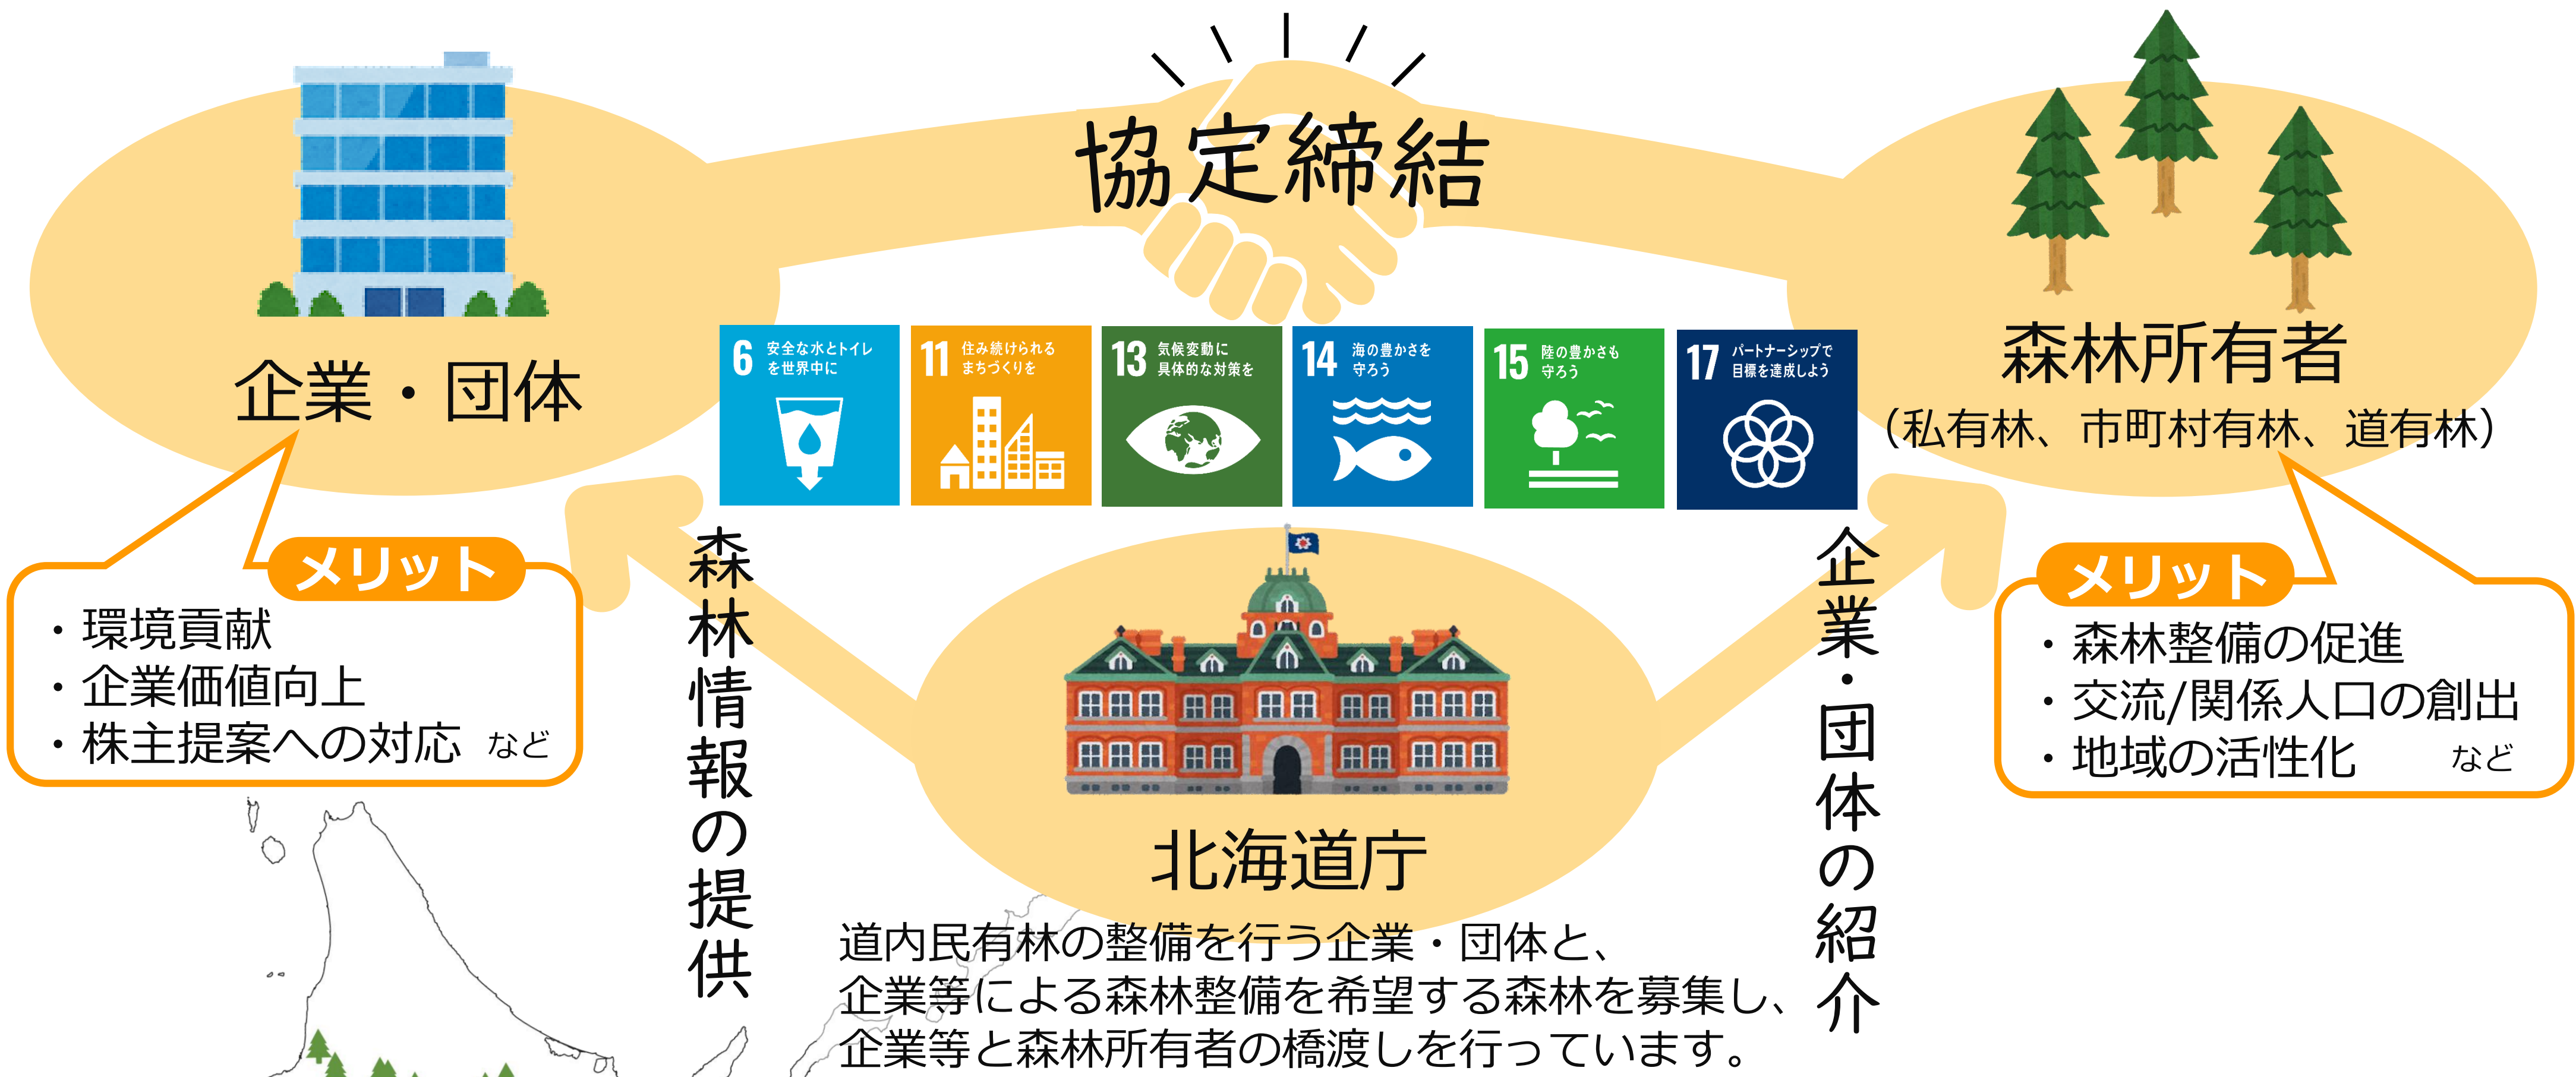 協定締結
企業・団体
森林所有者
（私有林、市町村有林、道有林）
6 安全な水とトイレ
を世界中に
11 住み続けられる
まちづくりを
13 気候変動に
具体的な対策を
14 海の豊かさを
守ろう
15 陸の豊かさも
守ろう
17 パートナーシップで
目標を達成しよう
メリット
・環境貢献
・企業価値向上
・株主提案への対応 など
森林情報の提供
企業・団体の紹介
メリット
・森林整備の促進
・交流/関係人口の創出
・地域の活性化 など
北海道庁
道内民有林の整備を行う企業・団体と、
企業等による森林整備を希望する森林を募集し、
企業等と森林所有者の橋渡しを行っています。